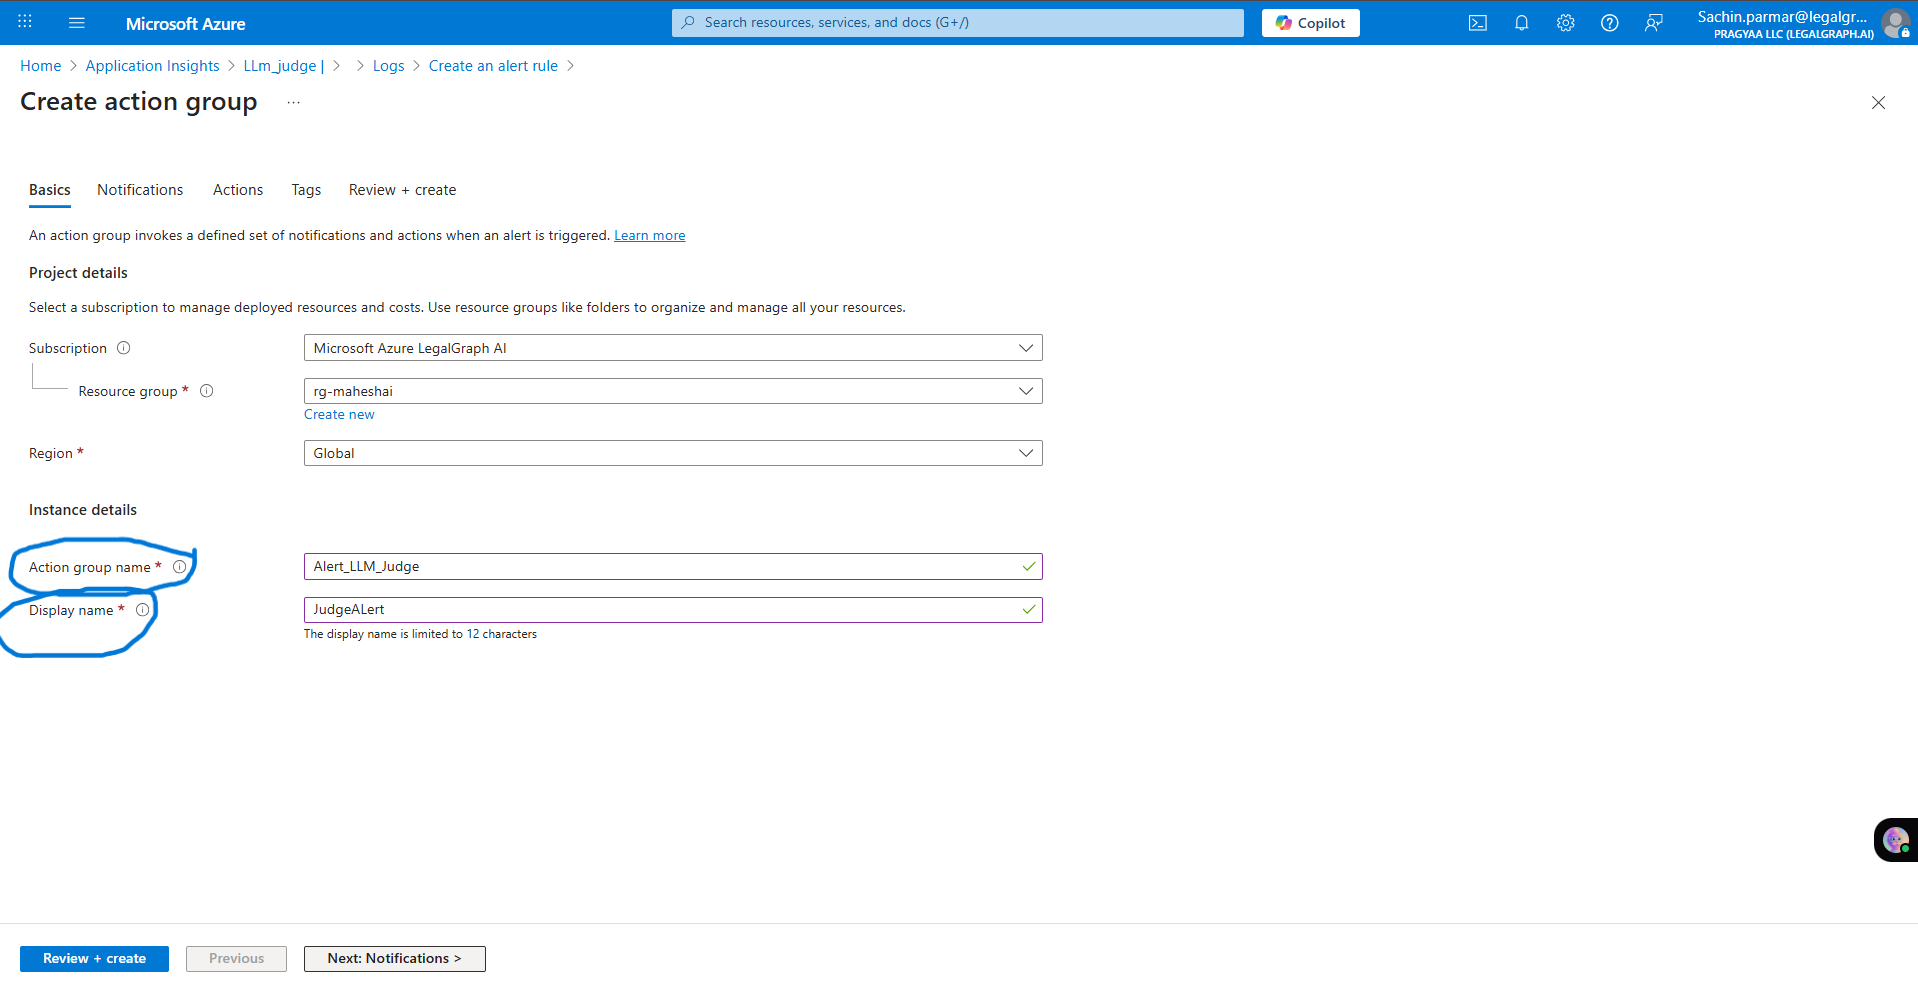 Microsoft Azure
Search resources, services, and docs (G+/)
Copilot
Sachin.parmar@legalgr...
PRAGYAA LLC (LEGALGRAPH.AI)
Home > Application Insights > LLm_judge | > > Logs > Create an alert rule >
Create action group ...
Basics Notifications Actions Tags Review + create
An action group invokes a defined set of notifications and actions when an alert is triggered. Learn more
Project details
Select a subscription to manage deployed resources and costs. Use resource groups like folders to organize and manage all your resources.
Subscription
Microsoft Azure LegalGraph AI
Resource group *
rg-maheshai
Create new
Region *
Global
Instance details
Action group name *
Alert_LLM_Judge
Display name *
JudgeALert
The display name is limited to 12 characters
Review + create
Previous
Next: Notifications >